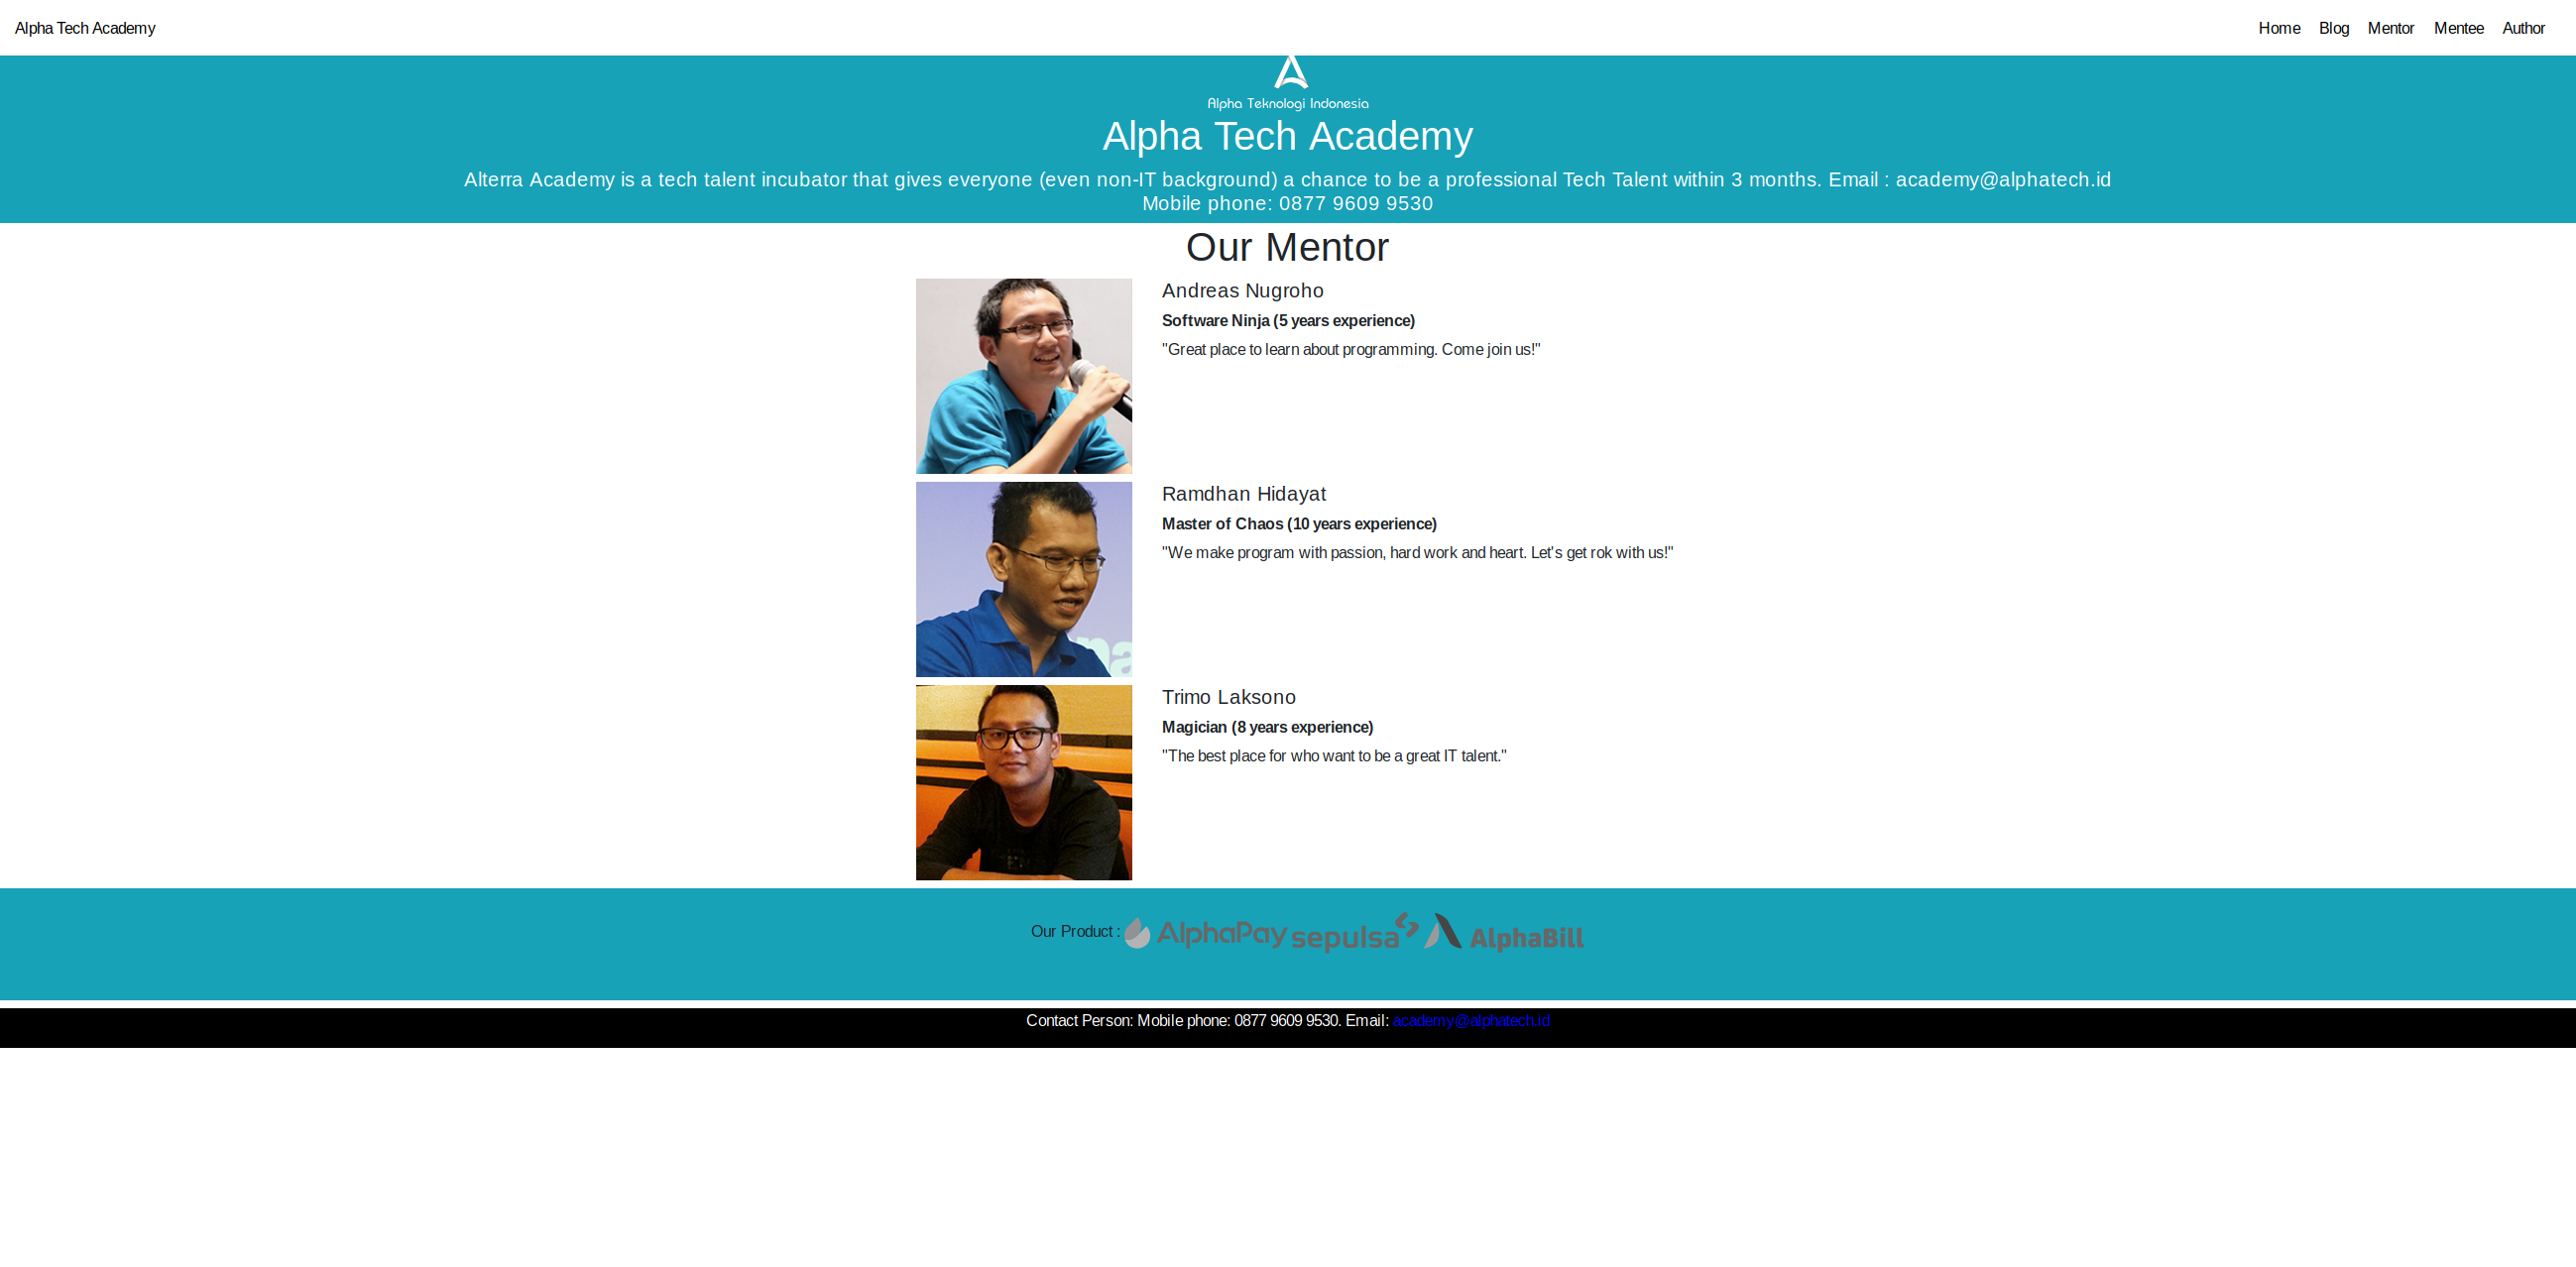 Alpha Tech Academy
Home Blog Mentor Mentee Author
Alpha Teknologi Indonesia
Alpha Tech Academy
Alterra Academy is a tech talent incubator that gives everyone (even non-IT background) a chance to be a professional Tech Talent within 3 months. Email : academy@alphatech.id
Mobile phone: 0877 9609 9530
Our Mentor
Andreas Nugroho
Software Ninja (5 years experience)
"Great place to learn about programming. Come join us!"
Ramdhan Hidayat
Master of Chaos (10 years experience)
"We make program with passion, hard work and heart. Let's get rok with us!"
Trimo Laksono
Magician (8 years experience)
"The best place for who want to be a great IT talent."
Our Product : AlphaPay sepulsa AlphaBill
Contact Person: Mobile phone: 0877 9609 9530. Email: academy@alphatech.id